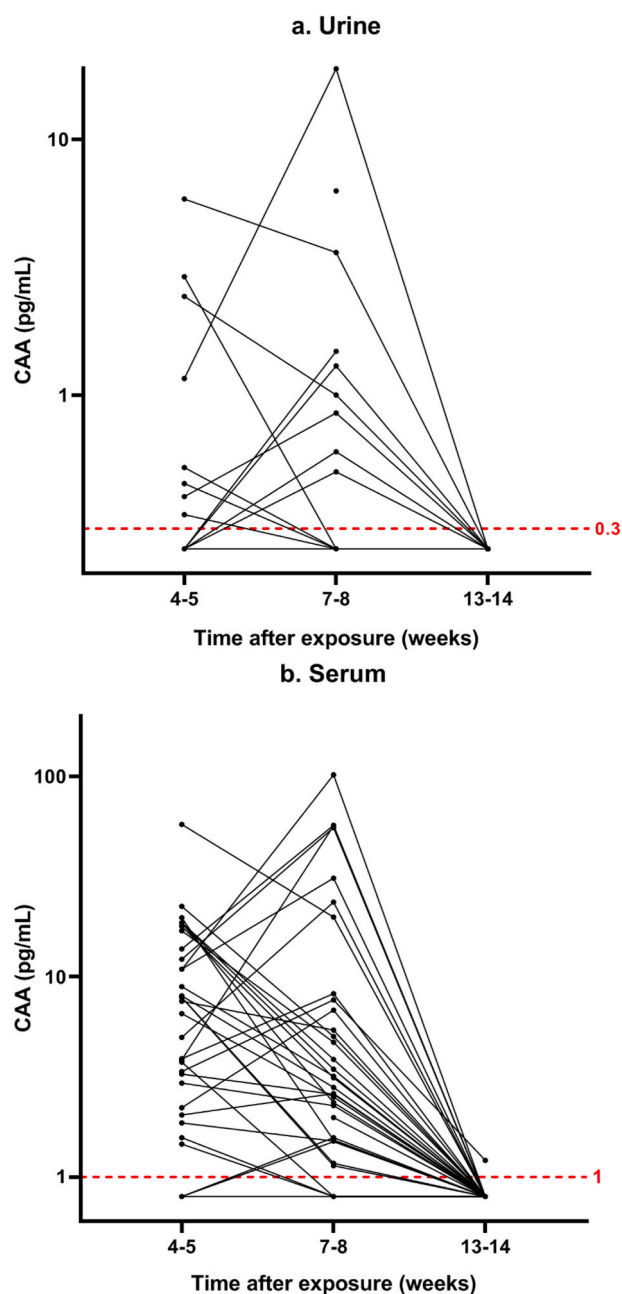 a. Urine
10
1
CAA (pg/mL)
0.3
4-5 7-8 13-14
Time after exposure (weeks)
b. Serum
100
10
1
CAA (pg/mL)
1
4-5 7-8 13-14
Time after exposure (weeks)